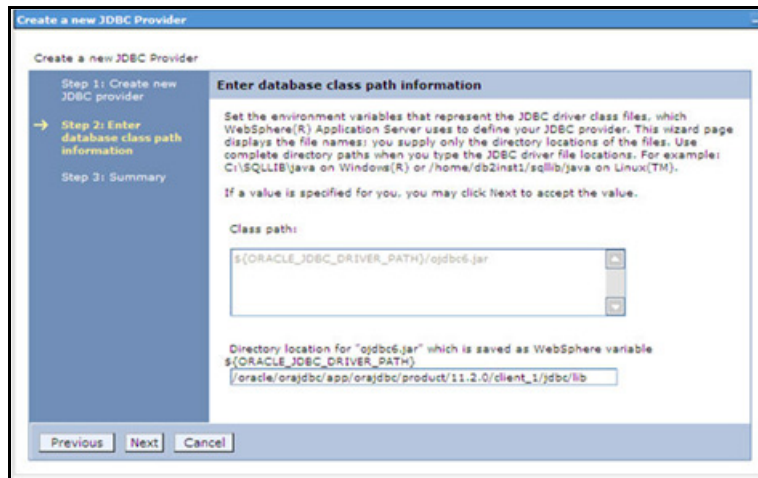 Create a new JDBC Provider
Create a new JDBC Provider
Step 1: Create new
JDBC provider
Step 2: Enter
database class path
information
Step 3: Summary
Enter database class path information
Set the environment variables that represent the JDBC driver class files, which
WebSphere(R) Application Server uses to define your JDBC provider. This wizard page
displays the file names; you supply only the directory locations of the files. Use
complete directory paths when you type the JDBC driver file locations. For example:
C:\SQLLIB\java on Windows(R) or /home/db2inst1/sqllib/java on Linux(TM).
If a value is specified for you, you may click Next to accept the value.
Class path:
${ORACLE_JDBC_DRIVER_PATH}/ojdbc6.jar
Directory location for "ojdbc6.jar" which is saved as WebSphere variable
${ORACLE_JDBC_DRIVER_PATH}
/oracle/orajdbc/app/orajdbc/product/11.2.0/client_1/jdbc/lib
Previous Next Cancel